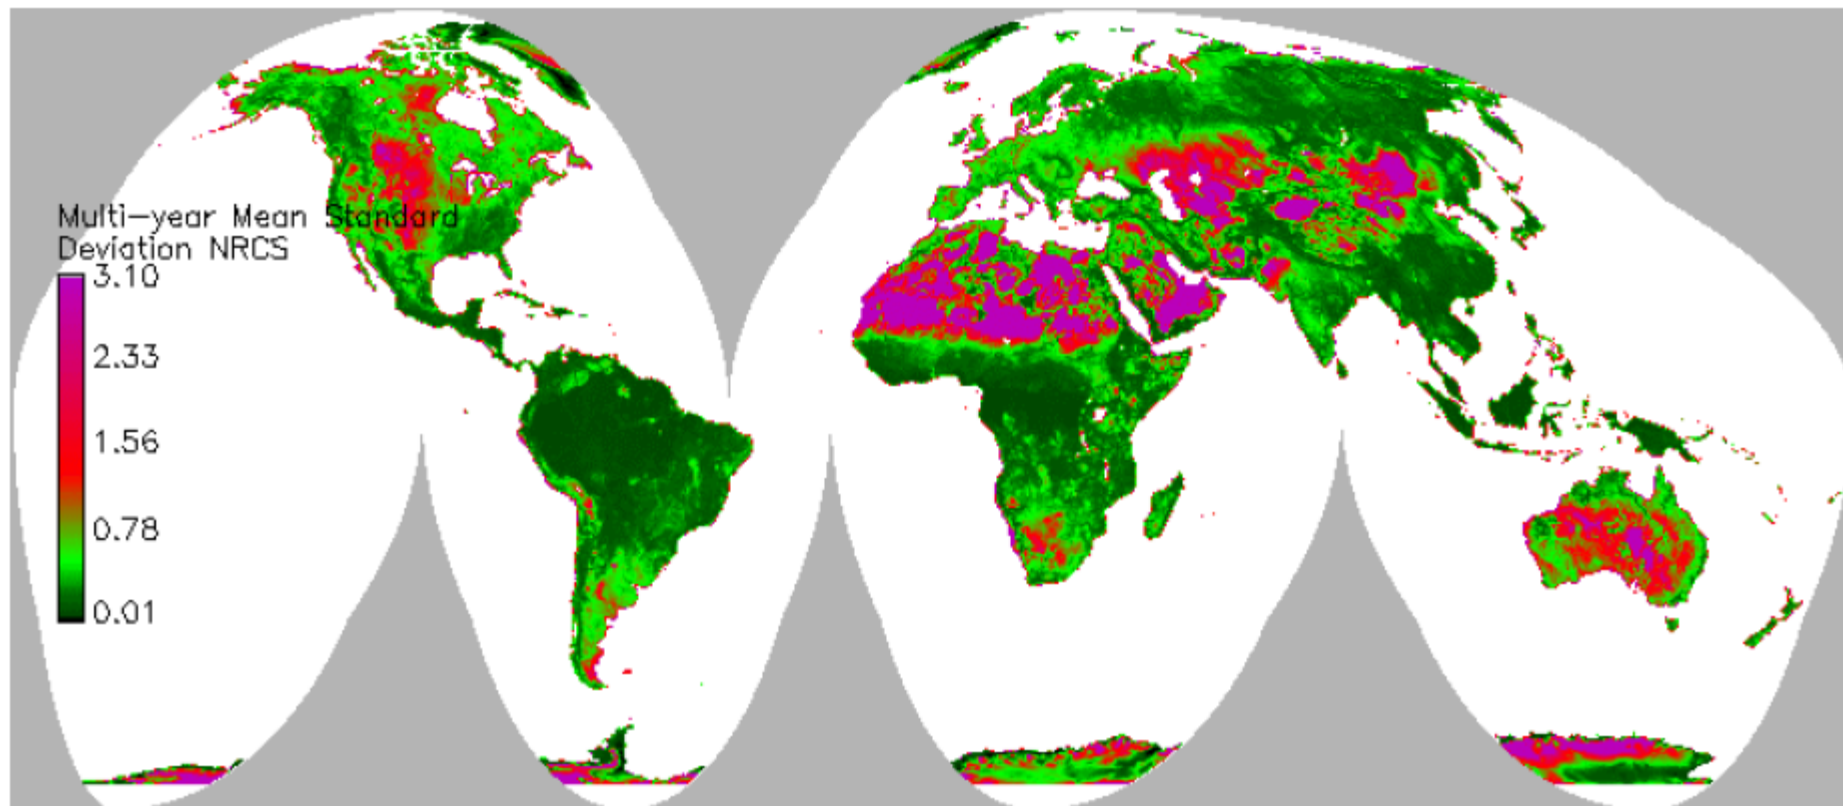 Multi-year Mean Standard
Deviation NRCS
3.10
2.33
1.56
0.78
0.01